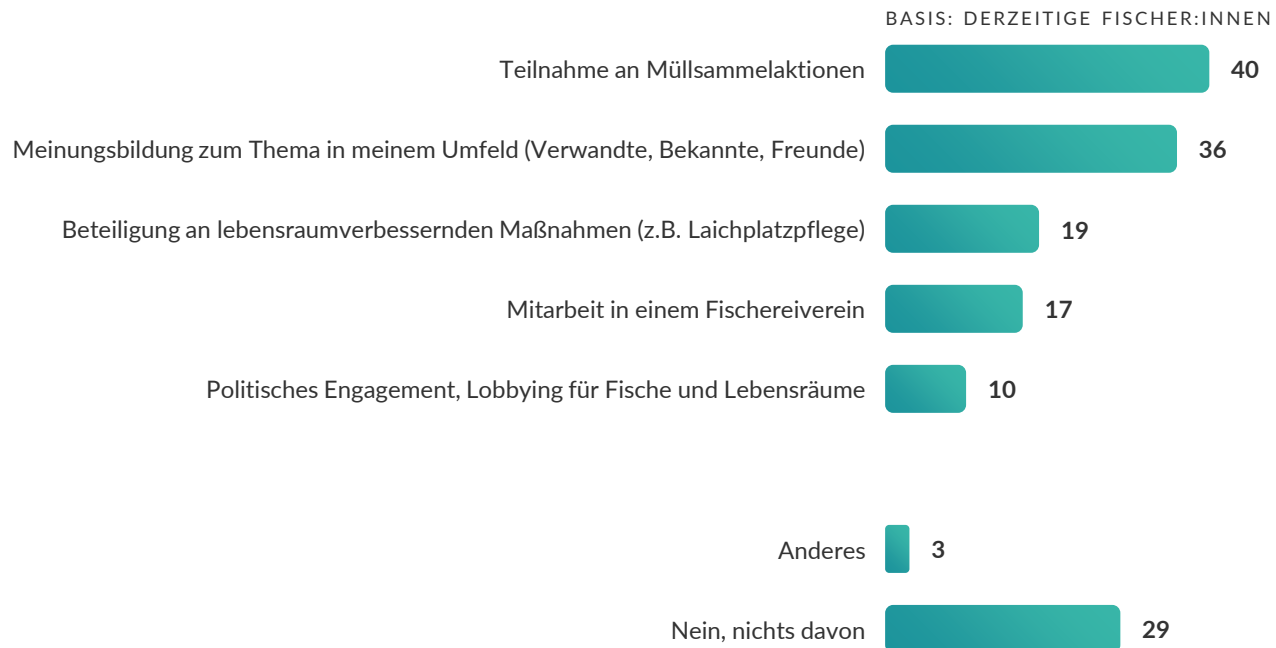 BASIS: DERZEITIGE FISCHER:INNEN
Teilnahme an Müllsammelaktionen 40
Meinungsbildung zum Thema in meinem Umfeld (Verwandte, Bekannte, Freunde) 36
Beteiligung an lebensraumverbessernden Maßnahmen (z.B. Laichplatzpflege) 19
Mitarbeit in einem Fischereiverein 17
Politisches Engagement, Lobbying für Fische und Lebensräume 10
Anderes 3
Nein, nichts davon 29